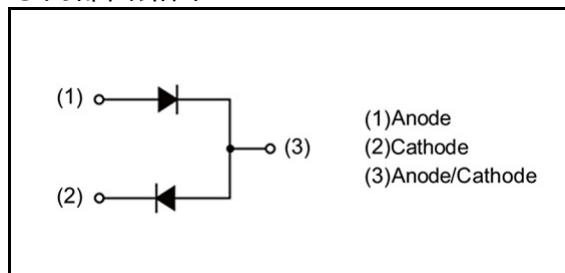 (1)
(1)Anode
(3)
(2)Cathode
(3)Anode/Cathode
(2)